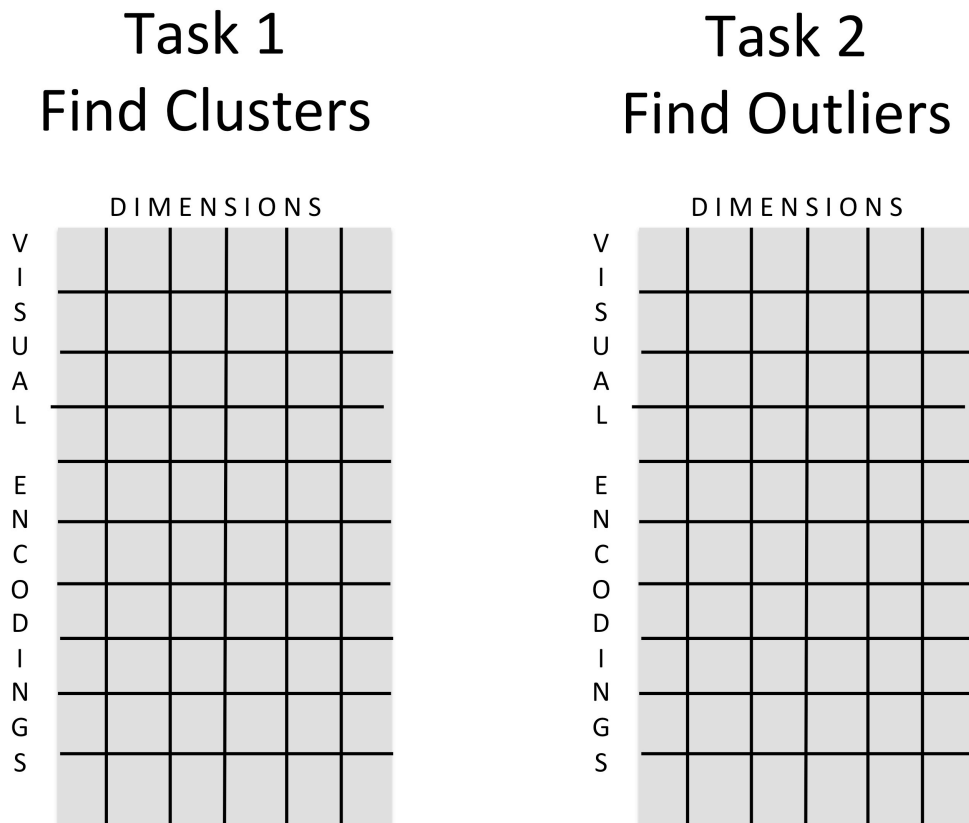 Task 1
Find Clusters
DIMENSIONS
VISUAL ENCODINGS
Task 2
Find Outliers
DIMENSIONS
VISUAL ENCODINGS